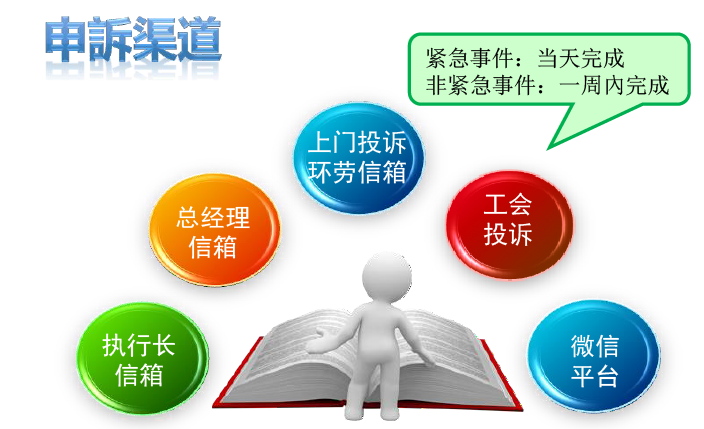 申訴渠道
紧急事件：当天完成
非紧急事件：一周內完成
上门投诉
环劳信箱
总经理
信箱
工会
投诉
执行长
信箱
微信
平台